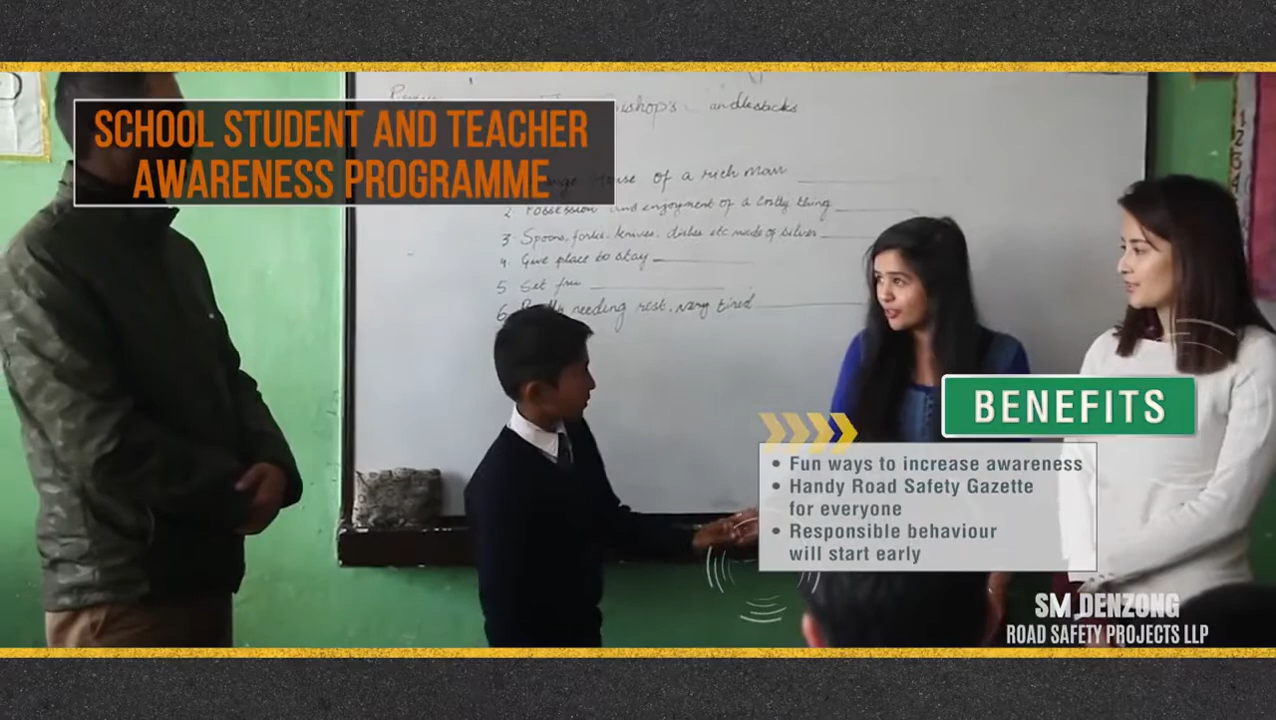 SCHOOL STUDENT AND TEACHER
AWARENESS PROGRAMME
House of a rich man
2. Possession and enjoyment of a costly thing
3. Spoons, forks, knives, dishes etc made of silver
4. Give place to stay
5 Set free
6. needing rest, very tired
BENEFITS
• Fun ways to increase awareness
• Handy Road Safety Gazette
for everyone
• Responsible behaviour
will start early
SM DENZONG
ROAD SAFETY PROJECTS LLP